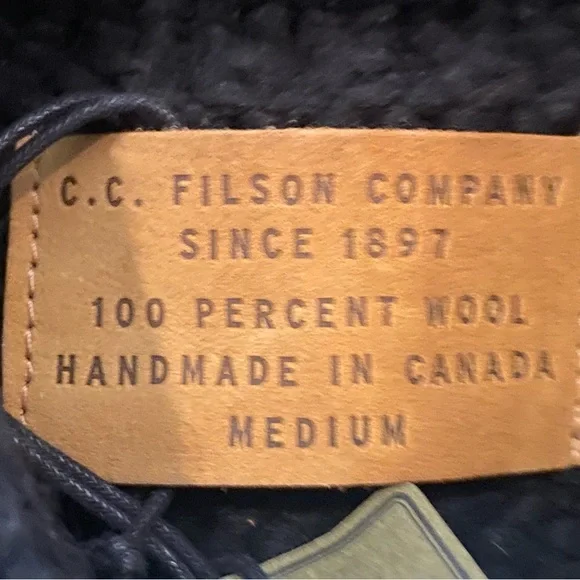 C.C. FILSON COMPANY
SINCE 1897
100 PERCENT WOOL
HANDMADE IN CANADA
MEDIUM